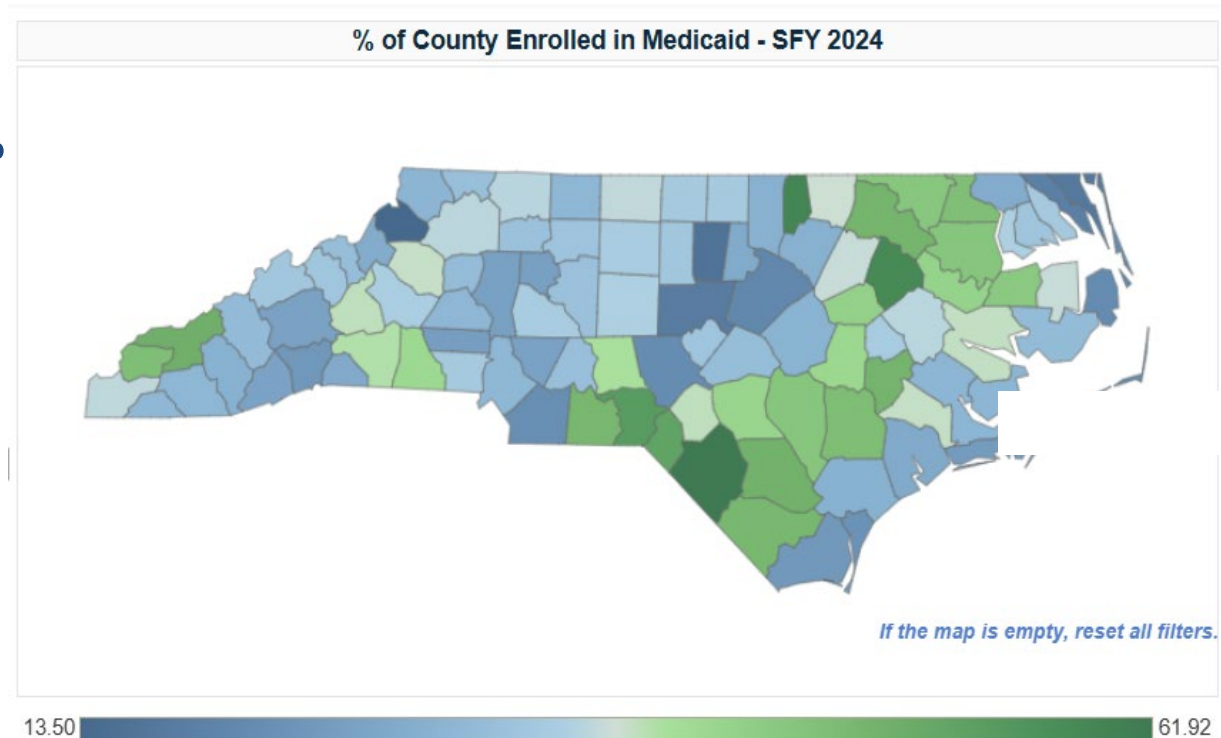 % of County Enrolled in Medicaid - SFY 2024
If the map is empty, reset all filters.
13.50
61.92